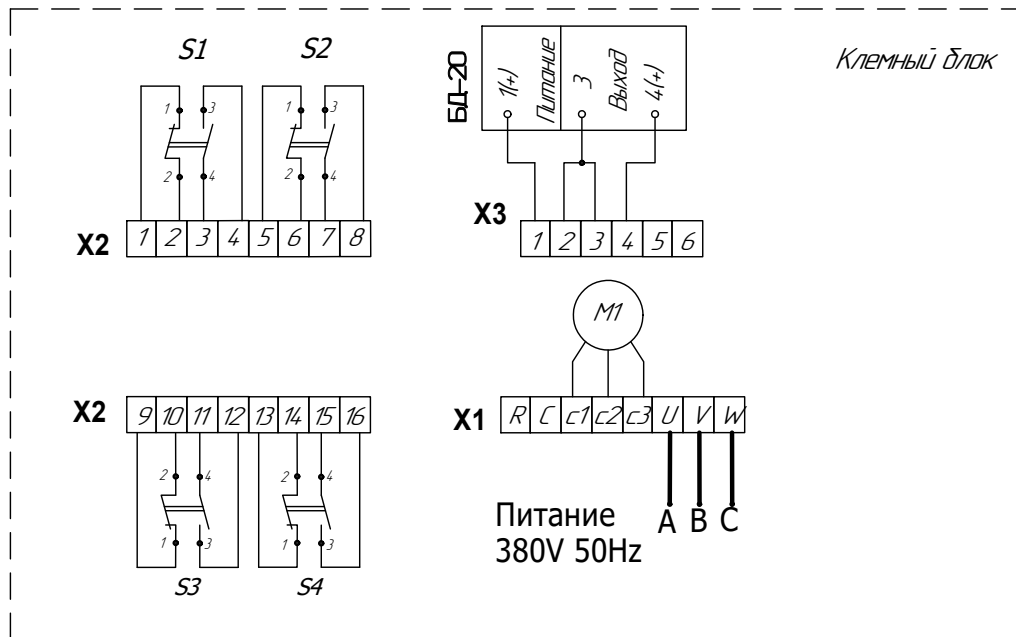 S1 S2
1 3 1 3
2 4 2 4
X2 1 2 3 4 5 6 7 8
БД-20
1(+) Питание 3 Выход 4(+)
Клемный блок
X3 1 2 3 4 5 6
M1
X2 9 10 11 12 13 14 15 16
2 4 2 4
1 3 1 3
S3 S4
X1 R C c1 c2 c3 U V W
Питание
380V 50Hz
A B C